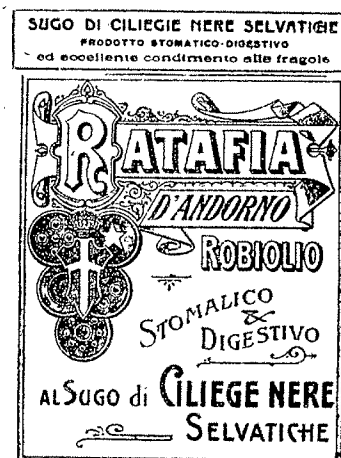 SUGO DI CILIEGIE NERE SELVATICHE
PRODOTTO STOMATICO-DIGESTIVO
ed eccellente condimento alle fragole
RATAFIA
D'ANDORNO
ROBIOLIO
STOMALICO
&
DIGESTIVO
AL SUGO di CILIEGE NERE
SELVATICHE